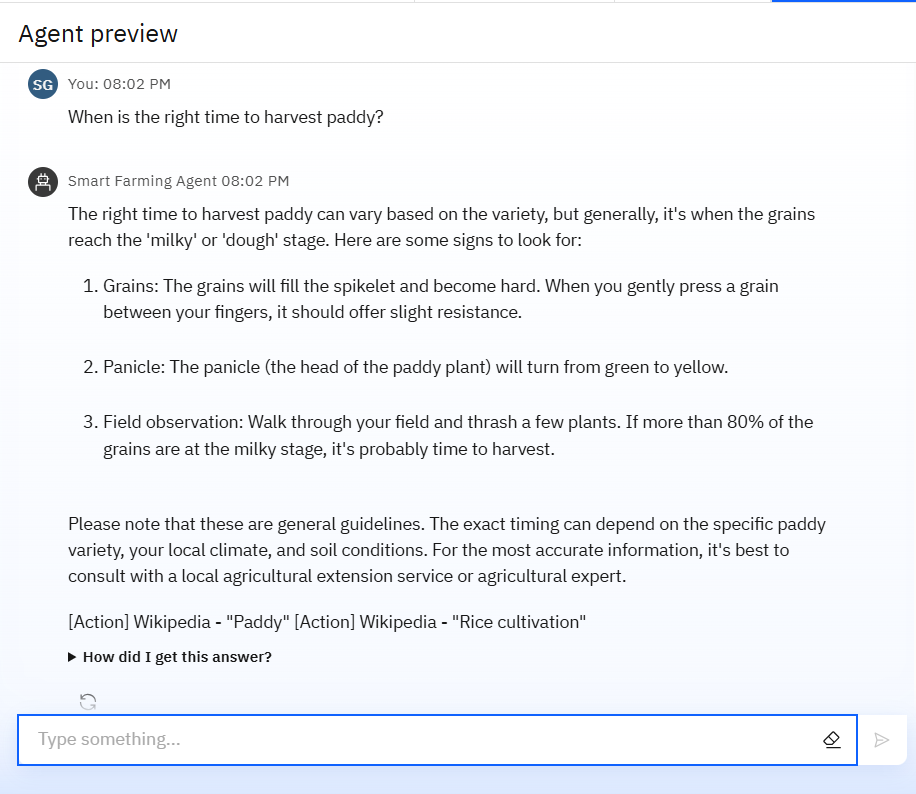 Agent preview
SG You: 08:02 PM
When is the right time to harvest paddy?
Smart Farming Agent 08:02 PM
The right time to harvest paddy can vary based on the variety, but generally, it's when the grains
reach the 'milky' or 'dough' stage. Here are some signs to look for:
1. Grains: The grains will fill the spikelet and become hard. When you gently press a grain
between your fingers, it should offer slight resistance.
2. Panicle: The panicle (the head of the paddy plant) will turn from green to yellow.
3. Field observation: Walk through your field and thrash a few plants. If more than 80% of the
grains are at the milky stage, it's probably time to harvest.
Please note that these are general guidelines. The exact timing can depend on the specific paddy
variety, your local climate, and soil conditions. For the most accurate information, it's best to
consult with a local agricultural extension service or agricultural expert.
[Action] Wikipedia - "Paddy" [Action] Wikipedia - "Rice cultivation"
How did I get this answer?
Type something...